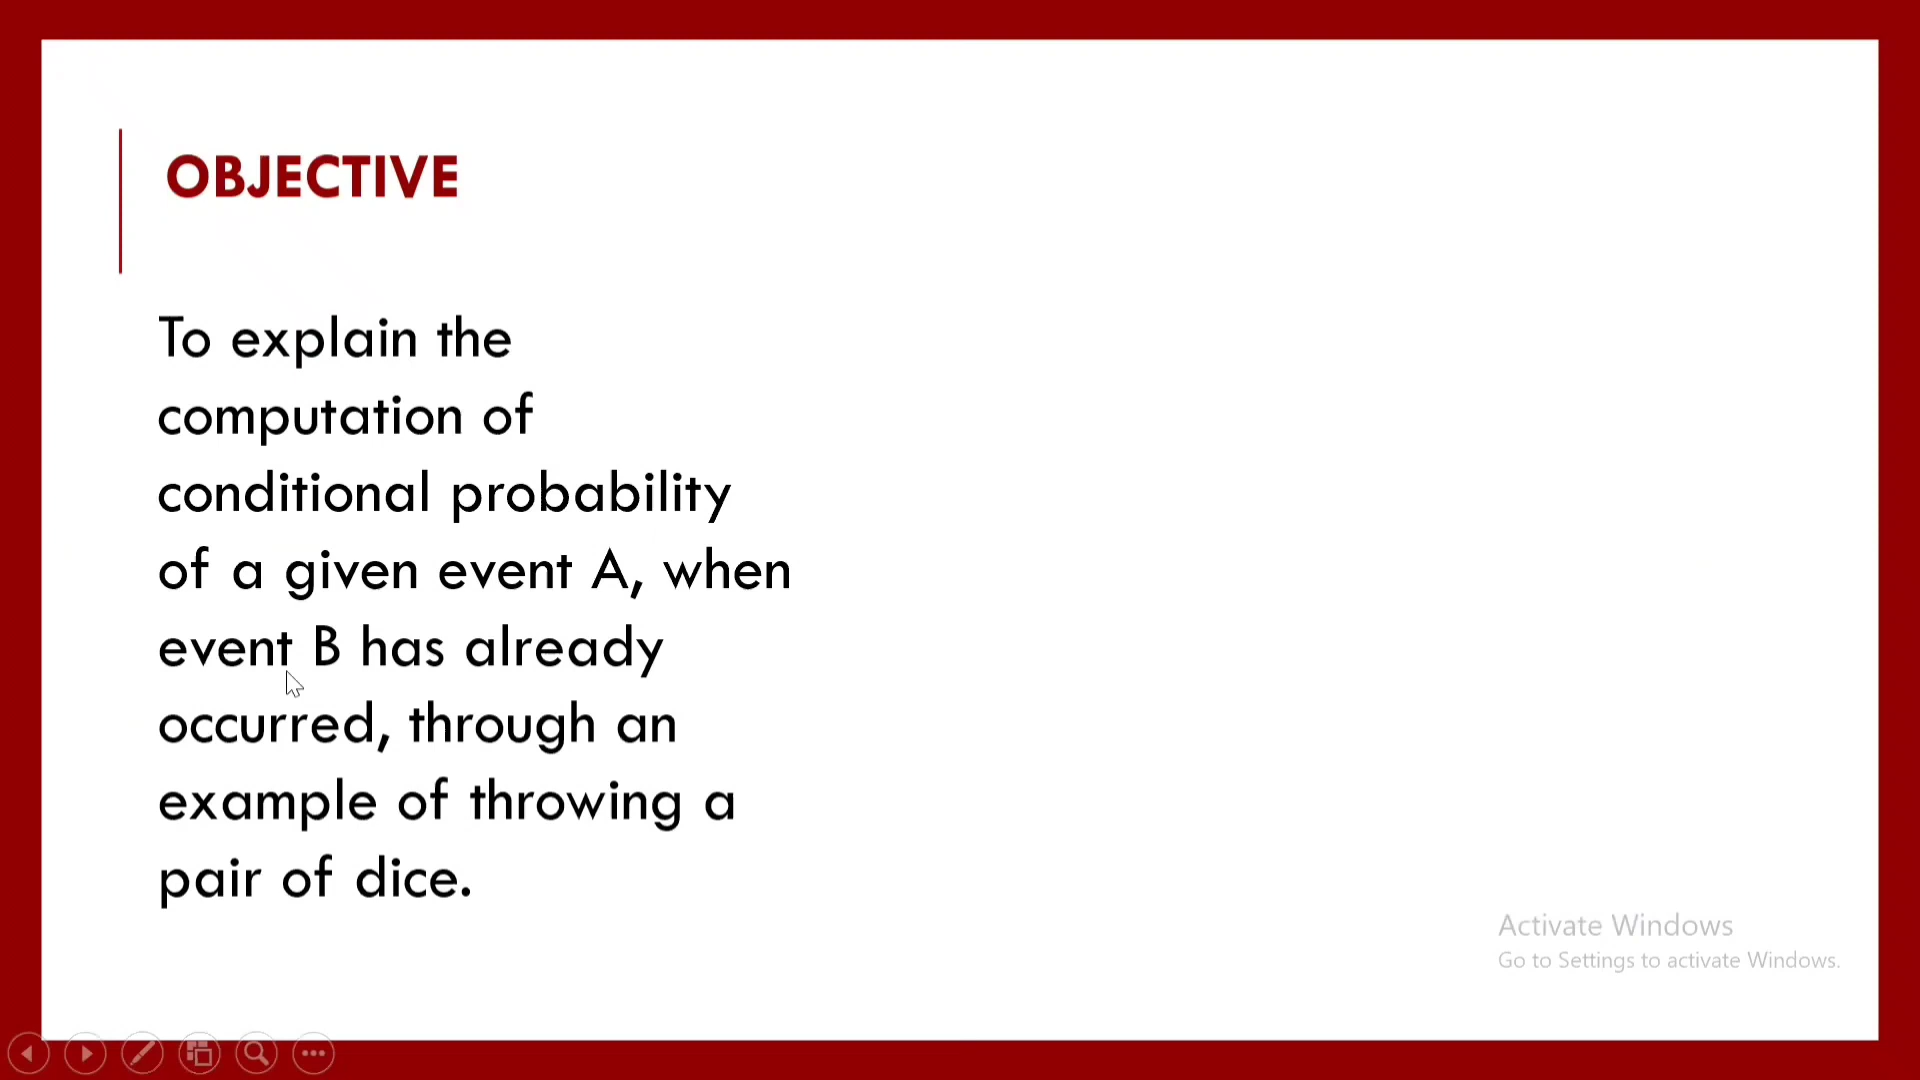 OBJECTIVE
To explain the
computation of
conditional probability
of a given event A, when
event B has already
occurred, through an
example of throwing a
pair of dice.
Activate Windows
Go to Settings to activate Windows.